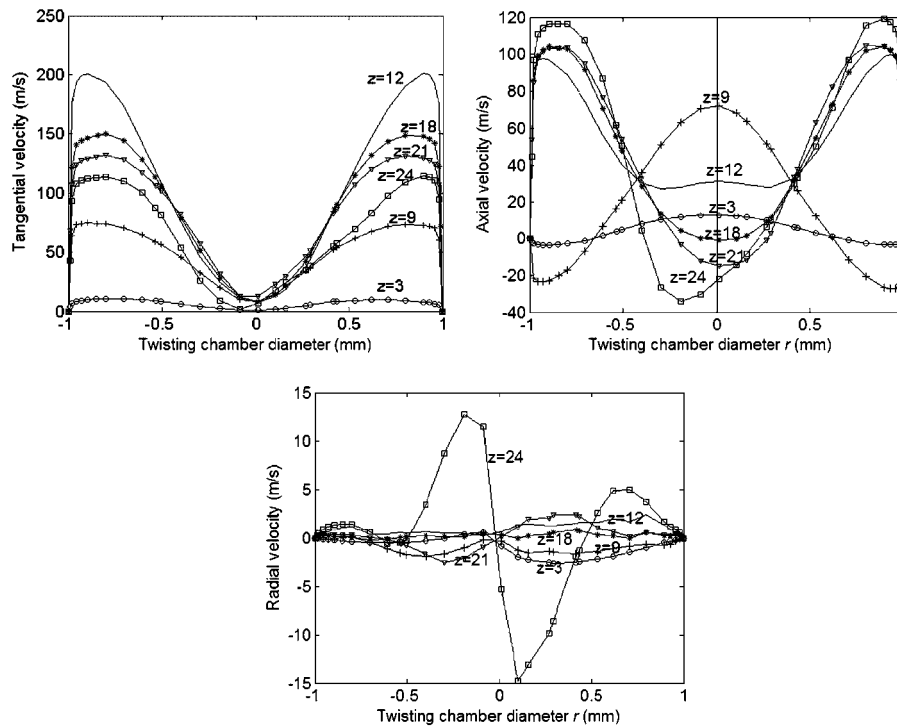 250
200
150
100
50
0
Tangential velocity (m/s)
z=12
z=18
z=21
z=24
z=9
z=3
-1
-0.5
0
0.5
1
Twisting chamber diameter (mm)
120
100
80
60
40
20
0
-20
-40
Axial velocity (m/s)
z=9
z=12
z=3
z=18
z=21
z=24
-1
-0.5
0
0.5
Twisting chamber diameter r (mm)
15
10
5
0
-5
-10
-15
Radial velocity (m/s)
z=24
z=12
z=18
z=9
z=21
z=3
-1
-0.5
0
0.5
1
Twisting chamber diameter r (mm)